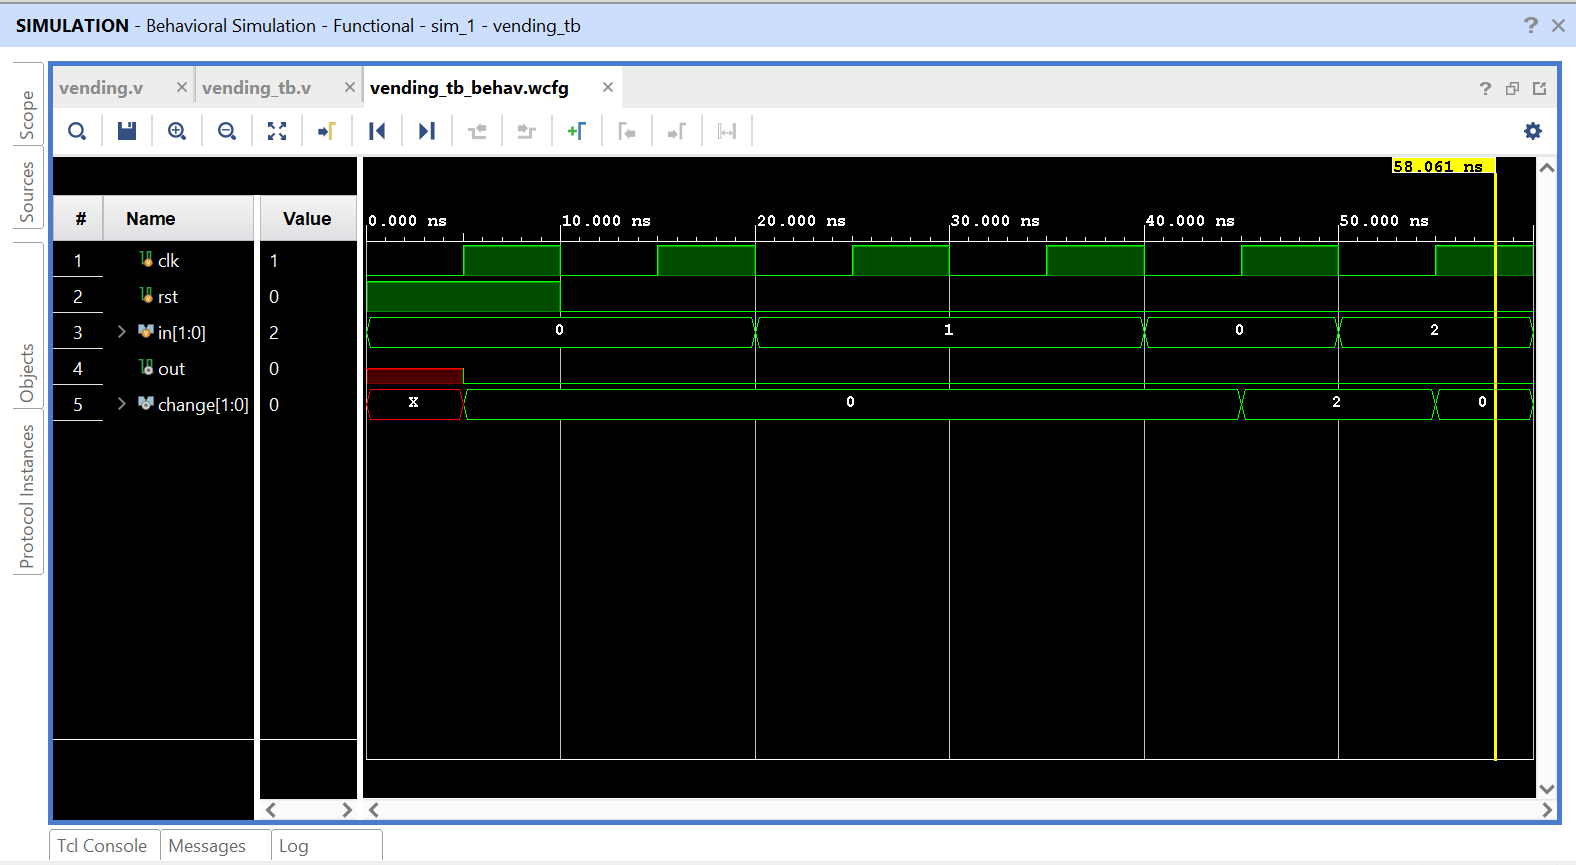 SIMULATION - Behavioral Simulation - Functional - sim_1 - vending_tb
? ×
Scope
Sources
Objects
Protocol Instances
vending.v × vending_tb.v × vending_tb_behav.wcfg ×
?
58.061 ns
# Name Value
0.000 ns 10.000 ns 20.000 ns 30.000 ns 40.000 ns 50.000 ns
1 clk 1
2 rst 0
3 > in[1:0] 2 0 1 0 2
4 out 0
5 > change[1:0] 0 X 0 2 0
Tcl Console Messages Log